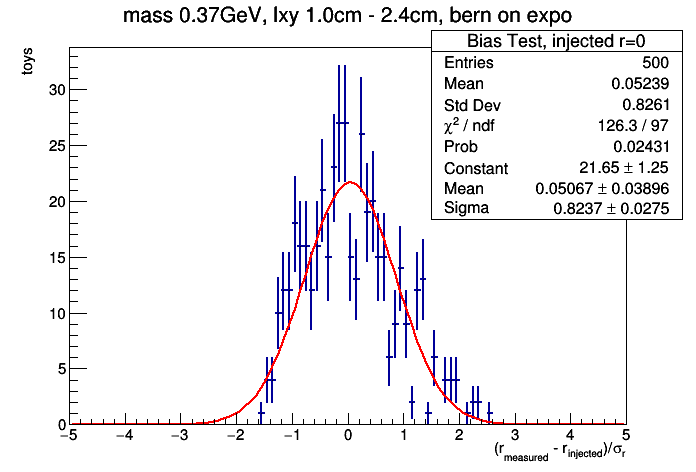 mass 0.37GeV, lxy 1.0cm - 2.4cm, bern on expo
toys
Bias Test, injected r=0
Entries 500
Mean 0.05239
Std Dev 0.8261
χ² / ndf 126.3 / 97
Prob 0.02431
Constant 21.65 ± 1.25
Mean 0.05067 ± 0.03896
Sigma 0.8237 ± 0.0275
30
25
20
15
10
5
0
−5 −4 −3 −2 −1 0 1 2 3 4 5
(r_measured - r_injected)/σ_r